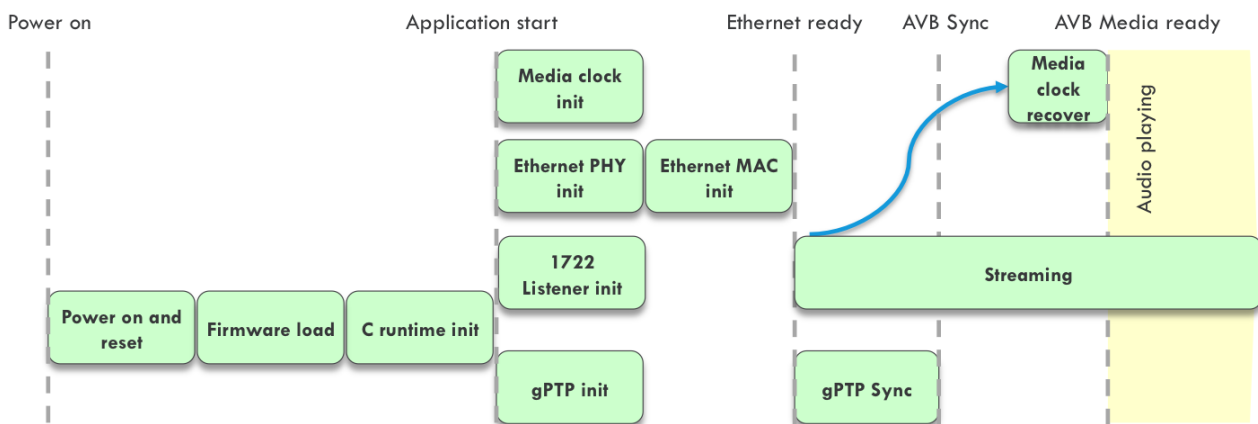 Power on
Application start
Ethernet ready
AVB Sync
AVB Media ready
Media clock
init
Media
clock
recover
Ethernet PHY
init
Ethernet MAC
init
Audio playing
1722
Listener init
Streaming
Power on and
reset
Firmware load
C runtime init
gPTP init
gPTP Sync